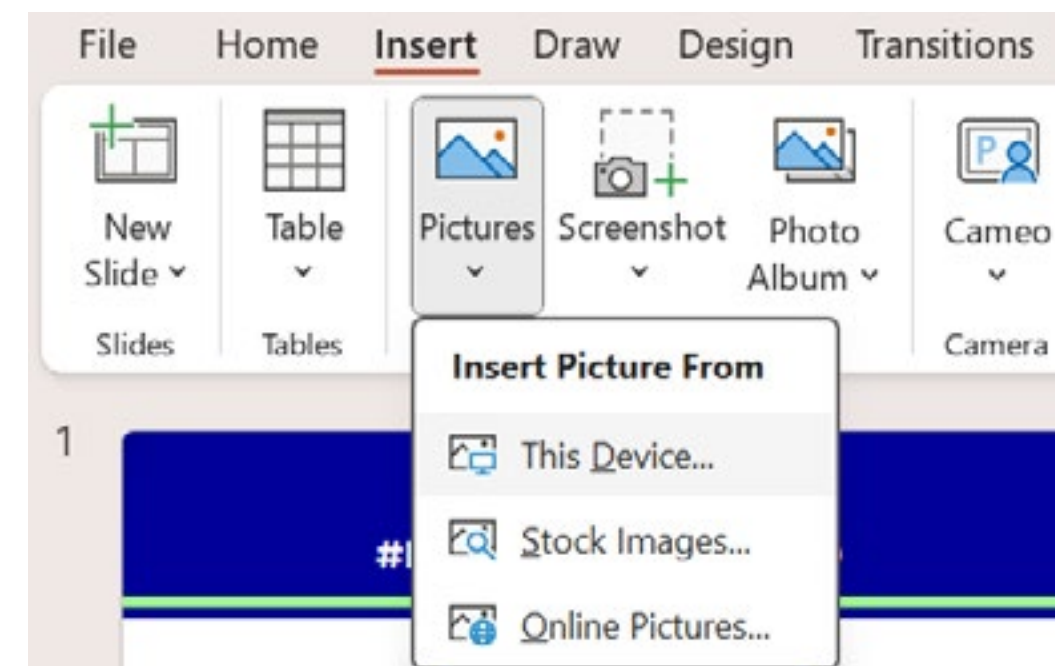 File Home Insert Draw Design Transitions
New Slide Table Pictures Screenshot Photo Album Cameo
Slides Tables Camera
Insert Picture From
1
This Device...
Stock Images...
Online Pictures...